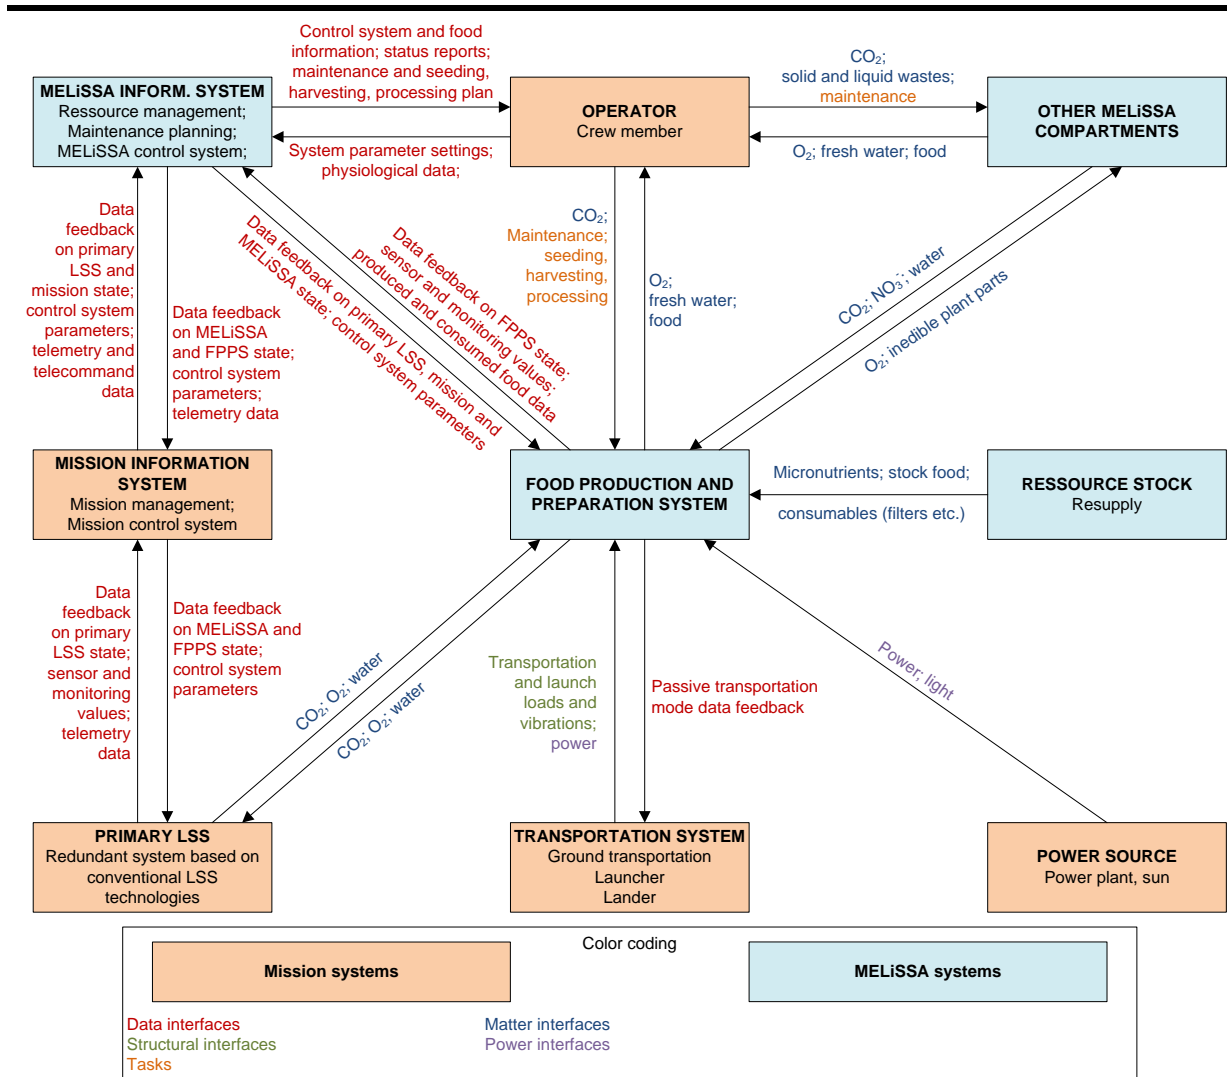 Control system and food
information; status reports;
maintenance and seeding,
harvesting, processing plan
MELiSSA INFORM. SYSTEM
Ressource management;
Maintenance planning;
MELiSSA control system;
OPERATOR
Crew member
CO₂;
solid and liquid wastes;
maintenance
OTHER MELiSSA
COMPARTMENTS
System parameter settings;
physiological data;
O₂; fresh water; food
Data
feedback
on primary
LSS and
mission state;
control system
parameters;
telemetry and
telecommand
data
Data feedback
on MELiSSA
and FPPS state;
control system
parameters;
telemetry data
Data feedback on primary LSS, mission and
MELiSSA state; control system parameters
Data feedback on FPPS state;
sensor and monitoring values;
produced and consumed food data
CO₂;
Maintenance;
seeding,
harvesting,
processing
O₂;
fresh water;
food
CO₂; NO₃⁻; water
O₂; inedible plant parts
MISSION INFORMATION
SYSTEM
Mission management;
Mission control system
FOOD PRODUCTION AND
PREPARATION SYSTEM
Micronutrients; stock food;
consumables (filters etc.)
RESSOURCE STOCK
Resupply
Data
feedback
on primary
LSS state;
sensor and
monitoring
values;
telemetry
data
Data feedback
on MELiSSA and
FPPS state;
control system
parameters
CO₂; O₂; water
CO₂; O₂; water
Transportation
and launch
loads and
vibrations;
power
Passive transportation
mode data feedback
Power; light
PRIMARY LSS
Redundant system based on
conventional LSS
technologies
TRANSPORTATION SYSTEM
Ground transportation
Launcher
Lander
POWER SOURCE
Power plant, sun
Color coding
Mission systems
MELiSSA systems
Data interfaces
Structural interfaces
Tasks
Matter interfaces
Power interfaces